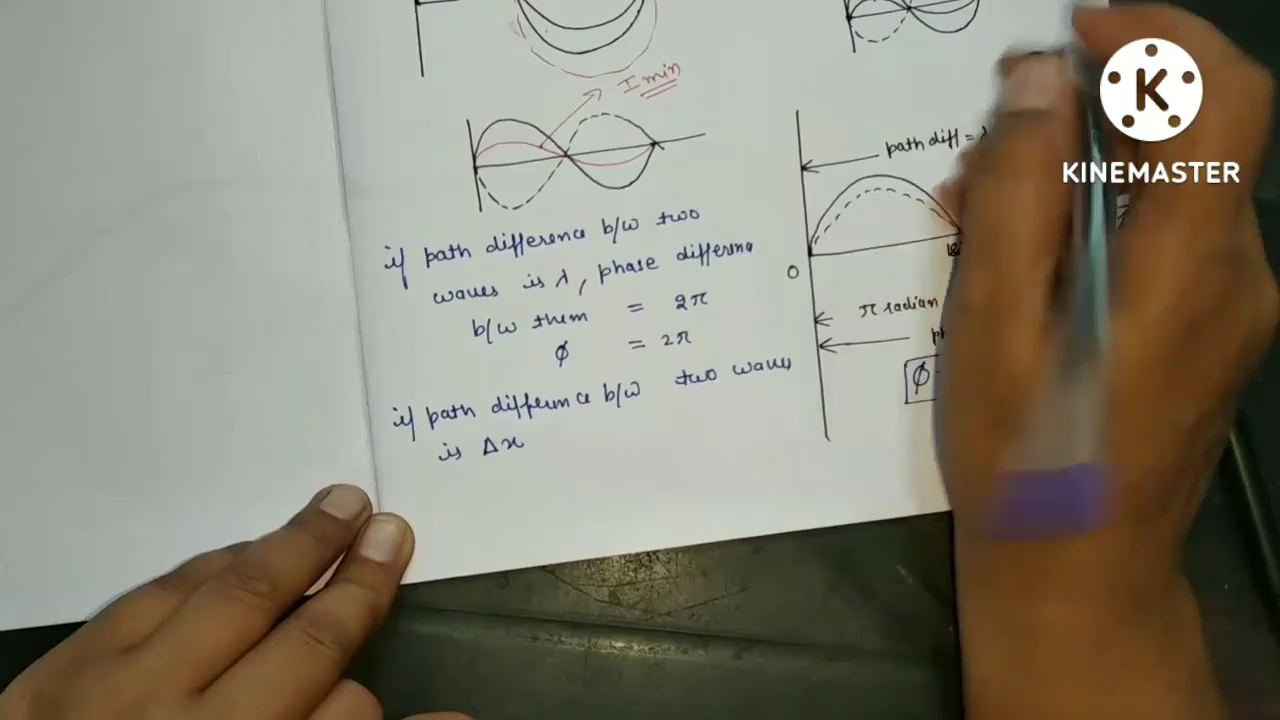 I min
path diff = λ
if path difference b/w two
waves is λ, phase difference
b/w them = 2π
ϕ = 2π
if path difference b/w two waves
is Δx
0
π radian
ϕ
K
KINEMASTER